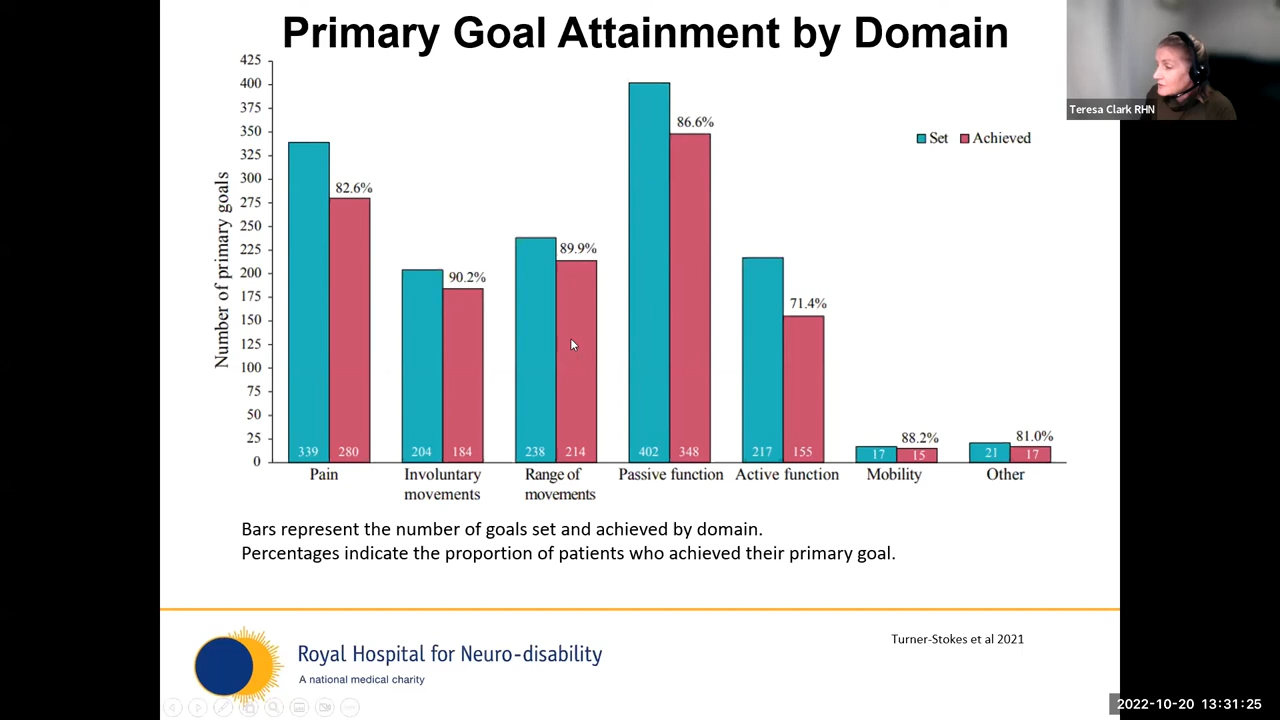 Primary Goal Attainment by Domain
Teresa Clark RHN
Number of primary goals
425
400
375
350
325
300
275
250
225
200
175
150
125
100
75
50
25
0
Set Achieved
82.6%
90.2%
89.9%
86.6%
71.4%
88.2%
81.0%
339 280 204 184 238 214 402 348 217 155 17 15 21 17
Pain Involuntary Range of Passive function Active function Mobility Other
movements movements
Bars represent the number of goals set and achieved by domain.
Percentages indicate the proportion of patients who achieved their primary goal.
Turner-Stokes et al 2021
Royal Hospital for Neuro-disability
A national medical charity
2022-10-20 13:31:25